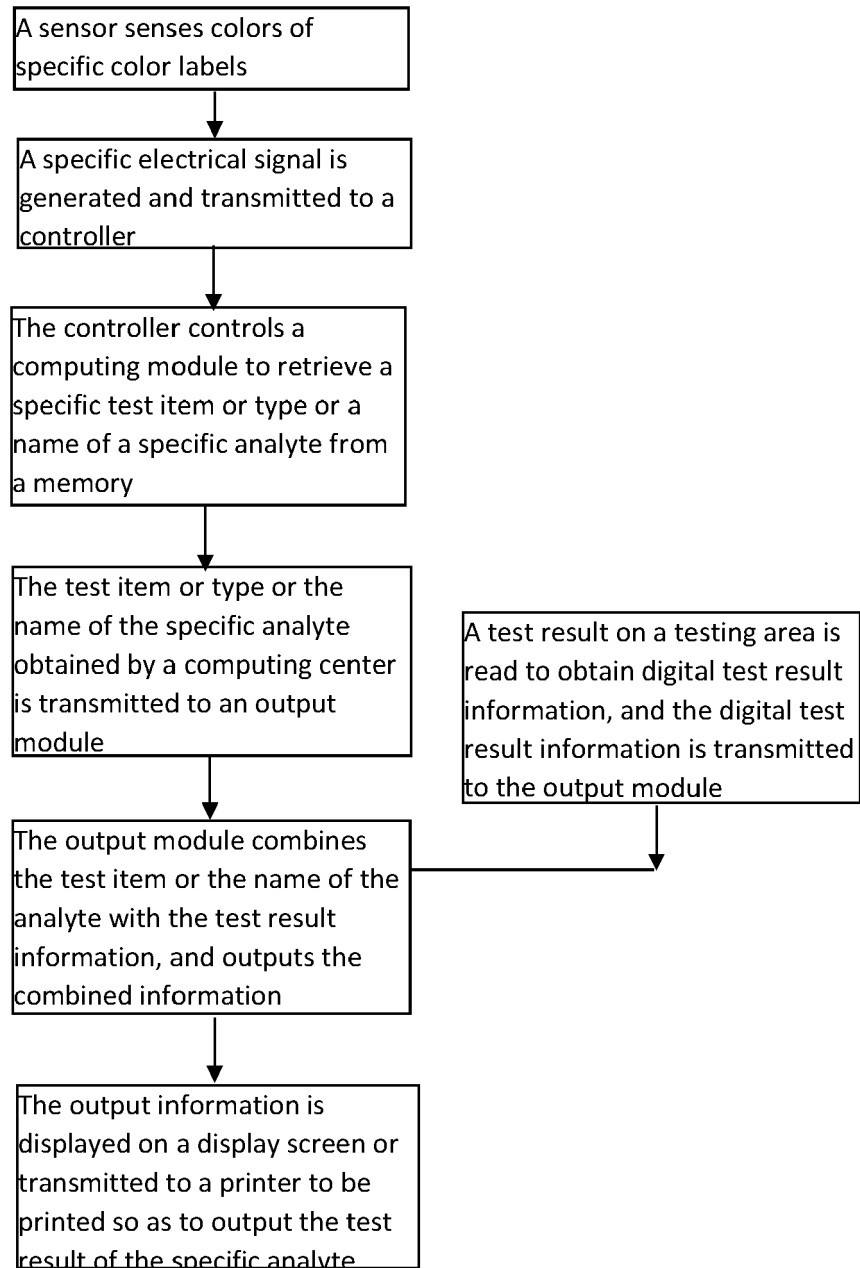 A sensor senses colors of
specific color labels
A specific electrical signal is
generated and transmitted to a
controller
The controller controls a
computing module to retrieve a
specific test item or type or a
name of a specific analyte from
a memory
The test item or type or the
name of the specific analyte
obtained by a computing center
is transmitted to an output
module
A test result on a testing area is
read to obtain digital test result
information, and the digital test
result information is transmitted
to the output module
The output module combines
the test item or the name of the
analyte with the test result
information, and outputs the
combined information
The output information is
displayed on a display screen or
transmitted to a printer to be
printed so as to output the test
result of the specific analyte